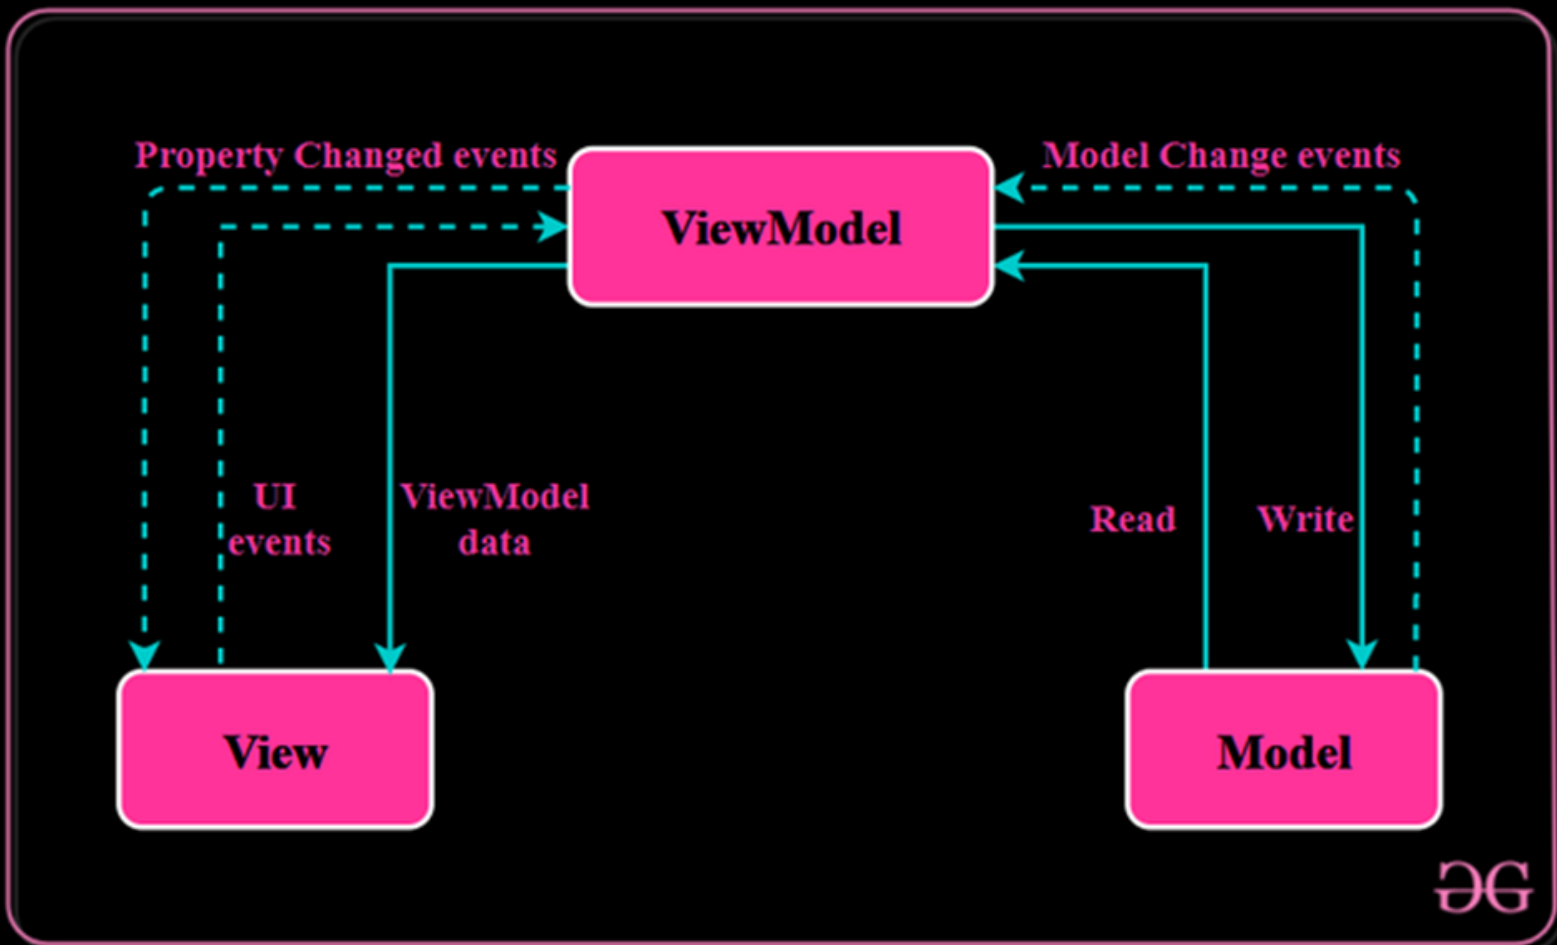 Property Changed events
Model Change events
ViewModel
UI
events
ViewModel
data
Read
Write
View
Model